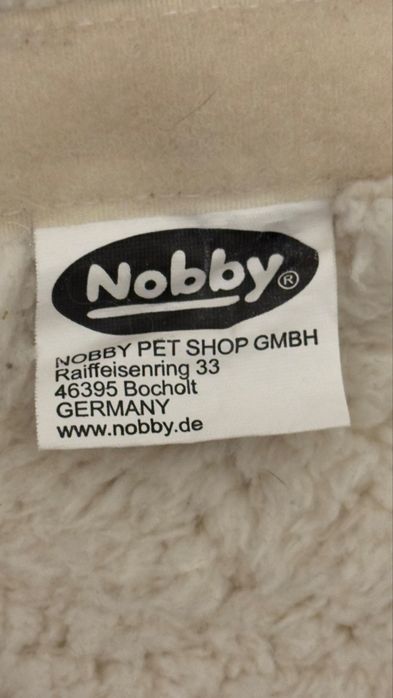 Nobby®
NOBBY PET SHOP GMBH
Raiffeisenring 33
46395 Bocholt
GERMANY
www.nobby.de